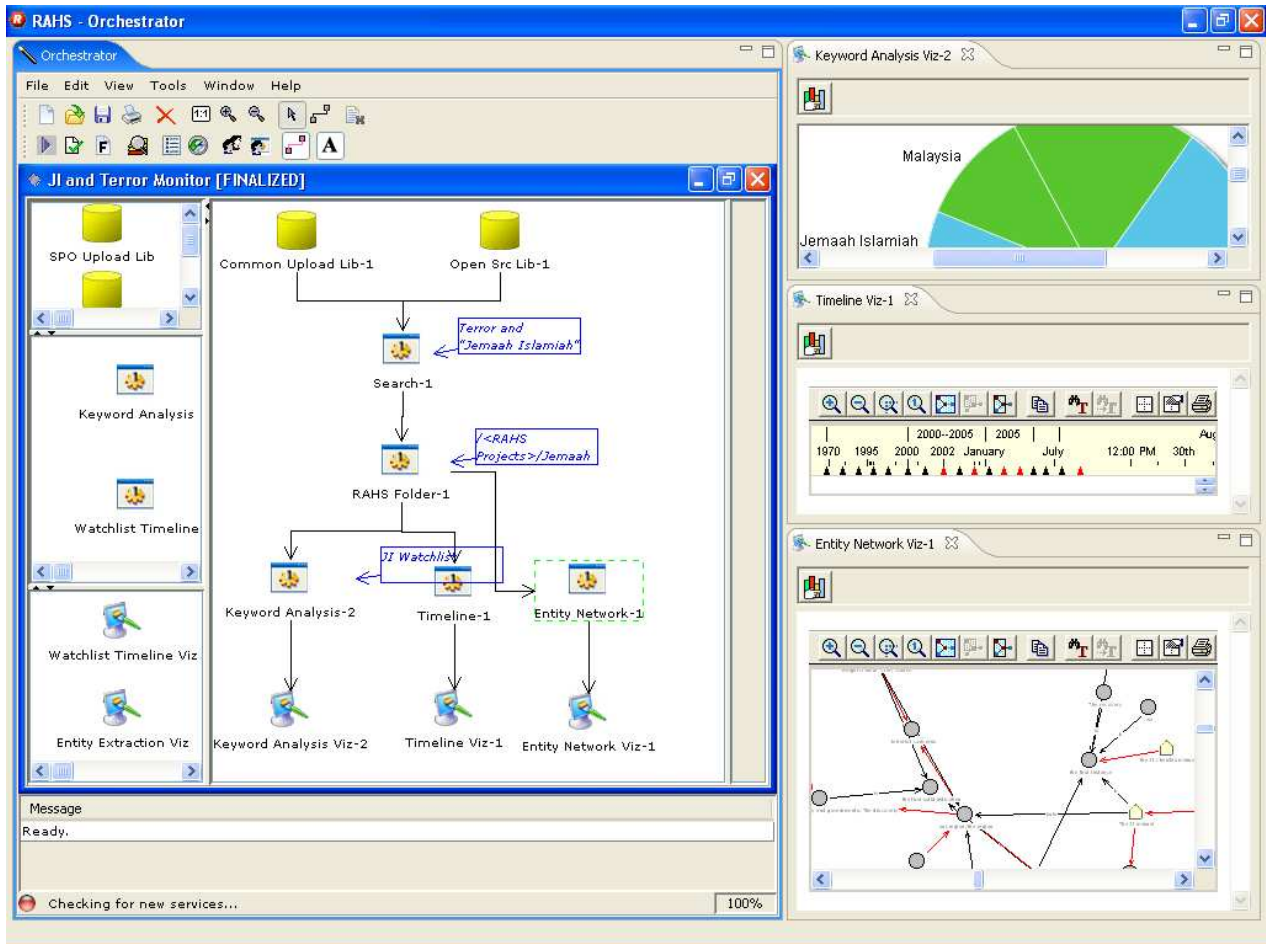 RAHS - Orchestrator
Orchestrator
File Edit View Tools Window Help
1:1
F
A
JI and Terror Monitor [FINALIZED]
SPO Upload Lib
Keyword Analysis
Watchlist Timeline
Watchlist Timeline Viz
Entity Extraction Viz
Common Upload Lib-1
Open Src Lib-1
Terror and
"Jemaah Islamiah"
Search-1
/<RAHS
Projects>/Jemaah
RAHS Folder-1
JI Watchlist
Keyword Analysis-2
Timeline-1
Entity Network-1
Keyword Analysis Viz-2
Timeline Viz-1
Entity Network Viz-1
Message
Ready.
Checking for new services...
100%
Keyword Analysis Viz-2
Malaysia
Jemaah Islamiah
Timeline Viz-1
2000--2005 2005 Aug
1970 1995 2000 2002 January July 12:00 PM 30th
Entity Network Viz-1